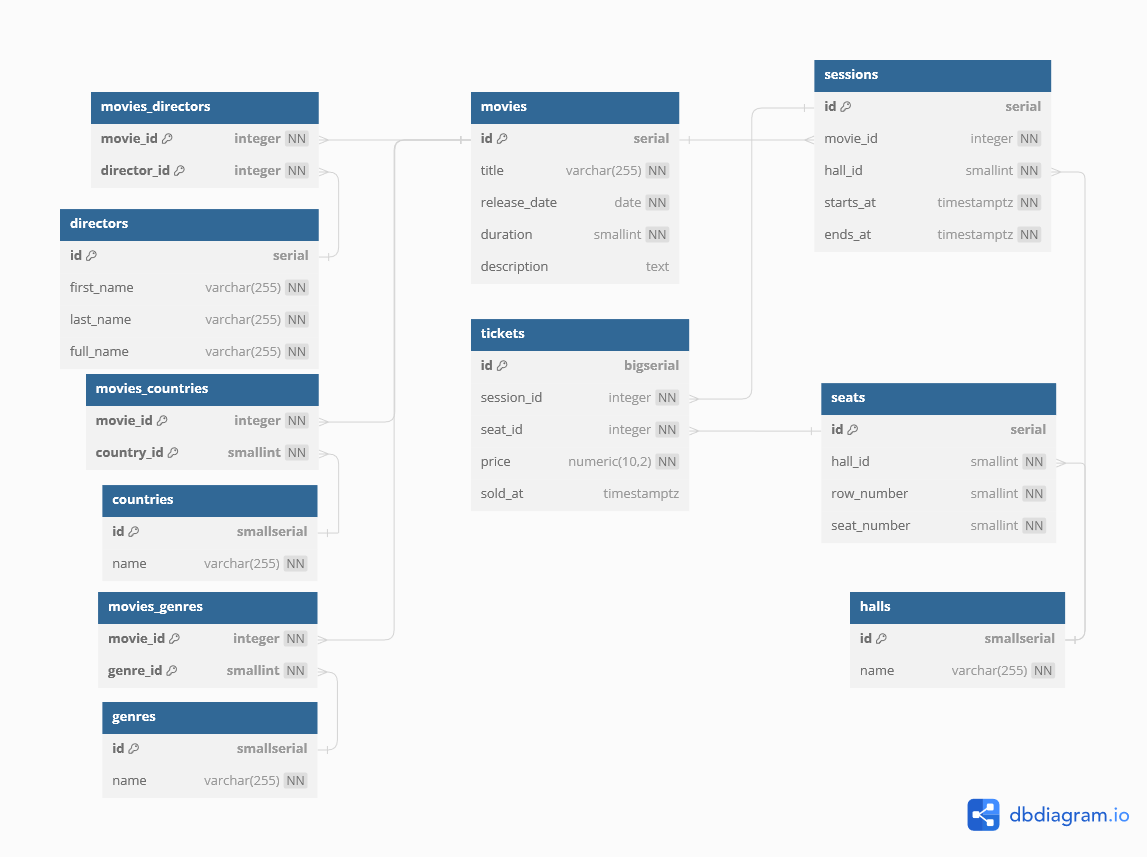 movies_directors
movie_id integer NN
director_id integer NN
directors
id serial
first_name varchar(255) NN
last_name varchar(255) NN
full_name varchar(255) NN
movies_countries
movie_id integer NN
country_id smallint NN
countries
id smallserial
name varchar(255) NN
movies_genres
movie_id integer NN
genre_id smallint NN
genres
id smallserial
name varchar(255) NN
movies
id serial
title varchar(255) NN
release_date date NN
duration smallint NN
description text
tickets
id bigserial
session_id integer NN
seat_id integer NN
price numeric(10,2) NN
sold_at timestamptz
sessions
id serial
movie_id integer NN
hall_id smallint NN
starts_at timestamptz NN
ends_at timestamptz NN
seats
id serial
hall_id smallint NN
row_number smallint NN
seat_number smallint NN
halls
id smallserial
name varchar(255) NN
dbdiagram.io